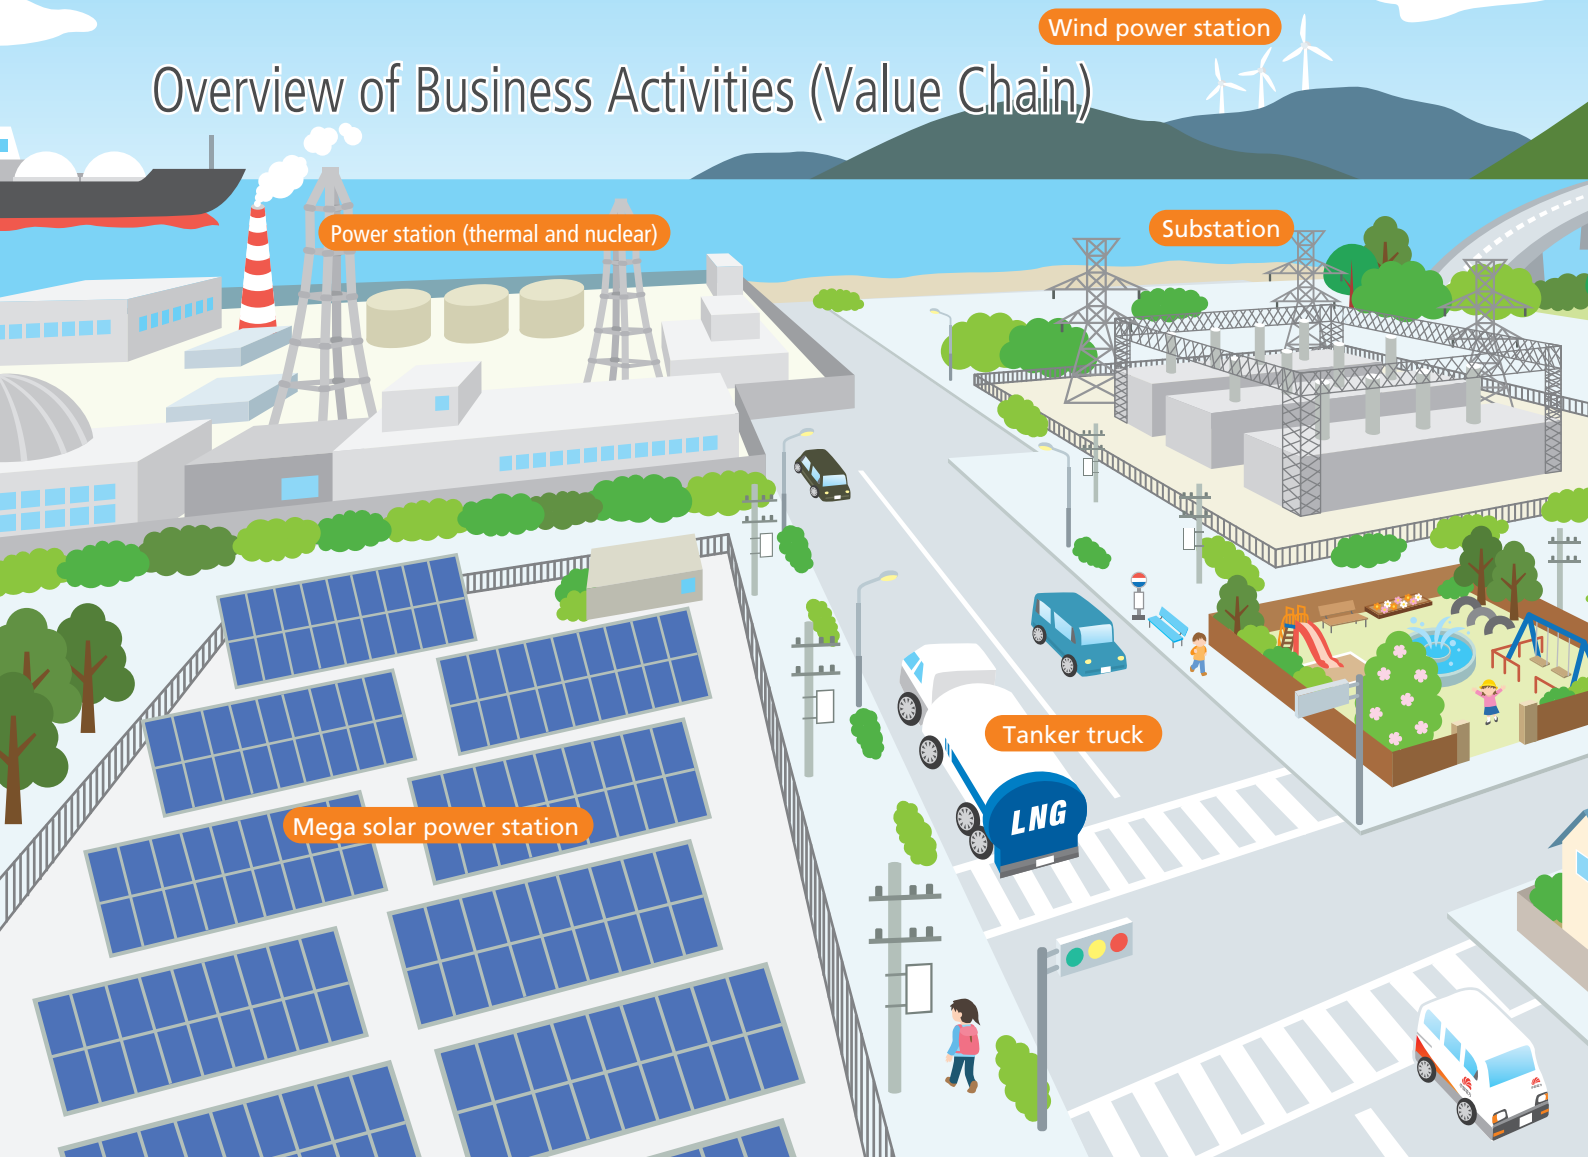 Wind power station
Overview of Business Activities (Value Chain)
Power station (thermal and nuclear)
Substation
Tanker truck
LNG
Mega solar power station